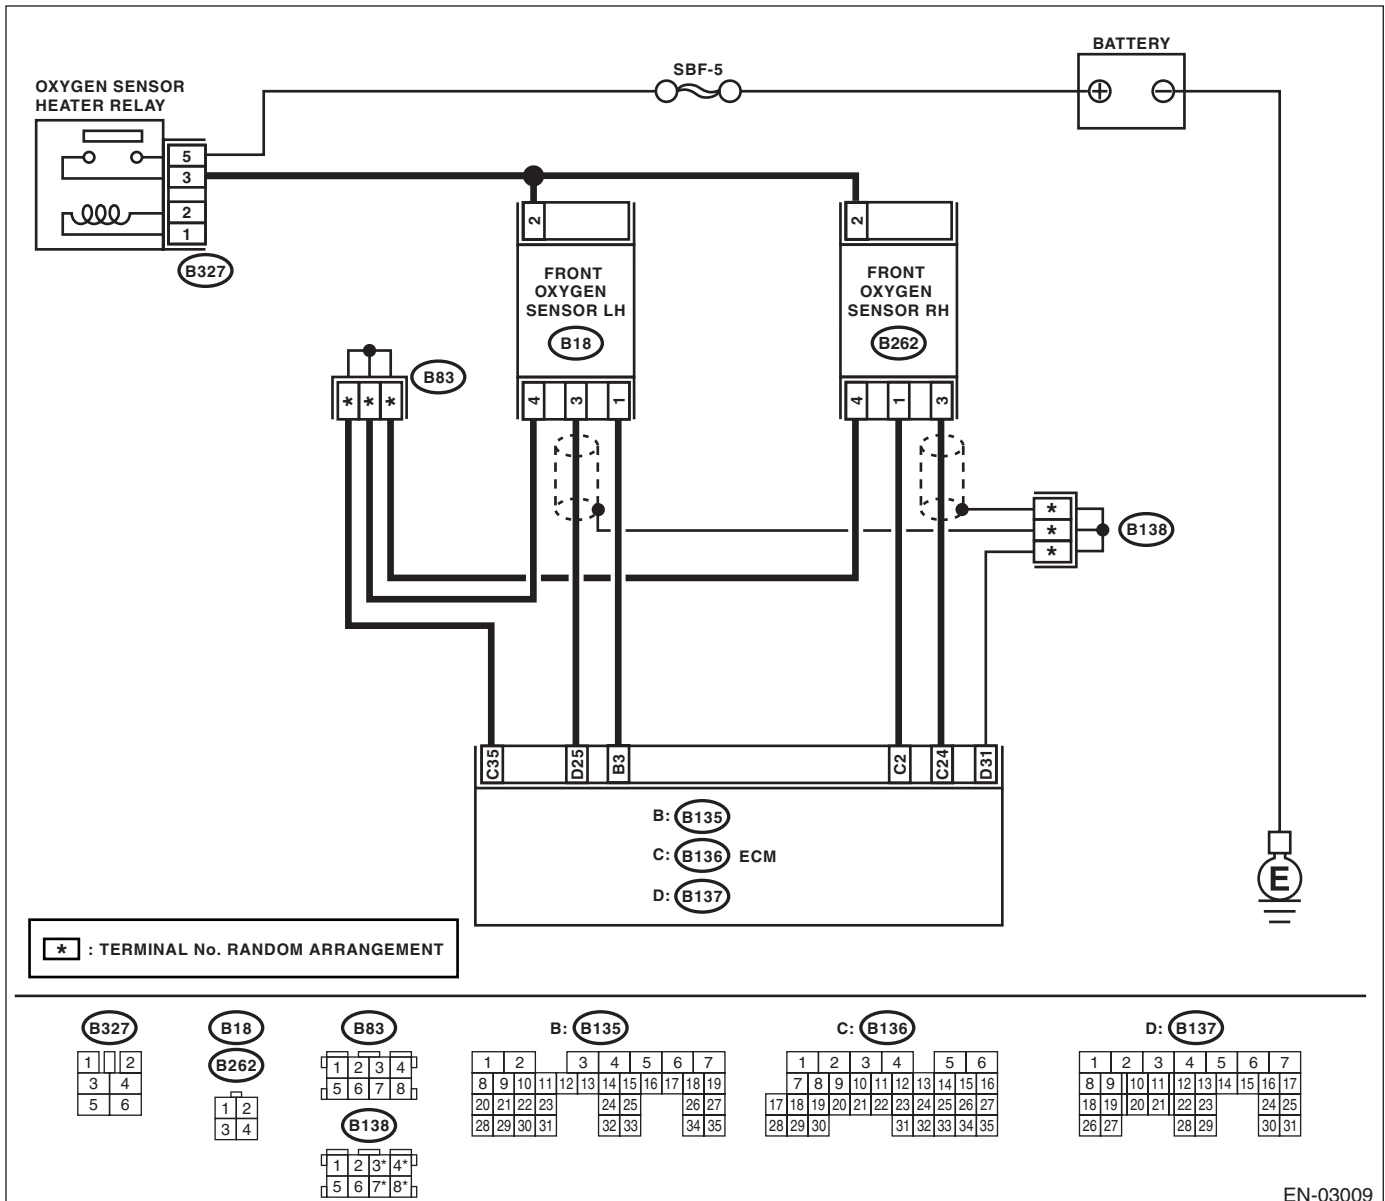 BATTERY
SBF-5
OXYGEN SENSOR
HEATER RELAY
+ −
5
3
2
1
B327
2
2
FRONT
OXYGEN
SENSOR LH
B18
FRONT
OXYGEN
SENSOR RH
B262
B83
* * *
4 3 1
4 1 3
*
*
*
B138
C35 D25 B3 C2 C24 D31
B: B135
C: B136 ECM
D: B137
E
* : TERMINAL No. RANDOM ARRANGEMENT
B327
1 2
3 4
5 6
B18
B262
1 2
3 4
B83
1 2 3 4
5 6 7 8
B138
1 2 3* 4*
5 6 7* 8*
B: B135
1 2 3 4 5 6 7
8 9 10 11 12 13 14 15 16 17 18 19
20 21 22 23 24 25 26 27
28 29 30 31 32 33 34 35
C: B136
1 2 3 4 5 6
7 8 9 10 11 12 13 14 15 16
17 18 19 20 21 22 23 24 25 26 27
28 29 30 31 32 33 34 35
D: B137
1 2 3 4 5 6 7
8 9 10 11 12 13 14 15 16 17
18 19 20 21 22 23 24 25
26 27 28 29 30 31
EN-03009